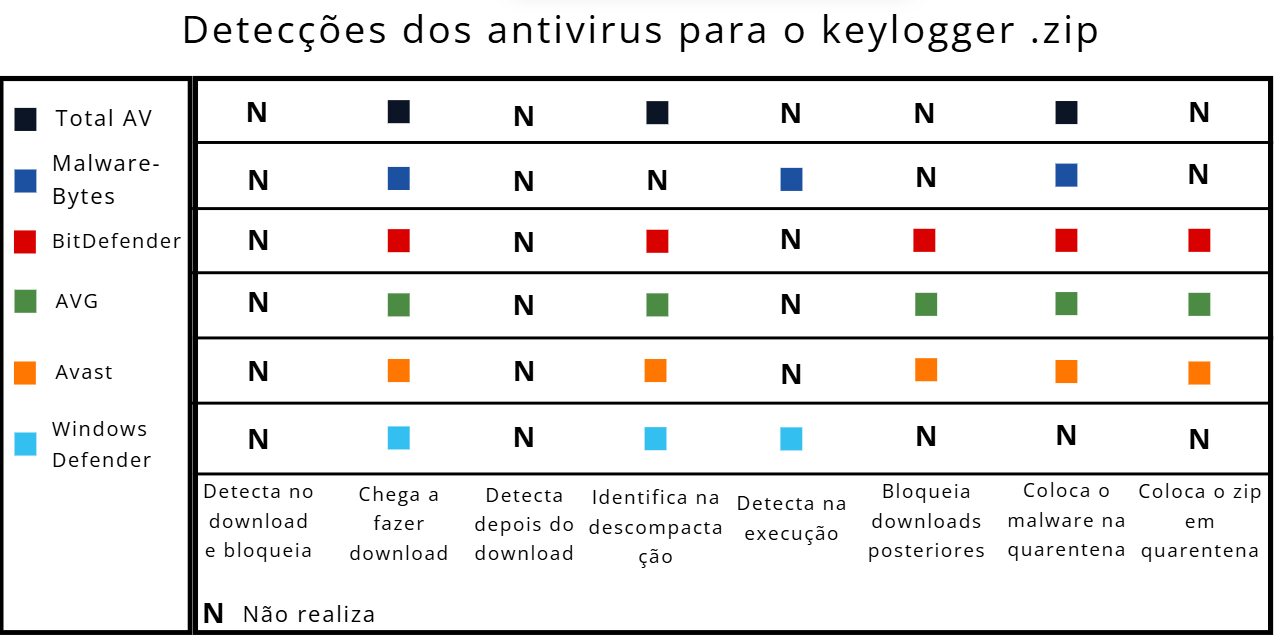 Detecções dos antivirus para o keylogger .zip
Total AV
N N N N N
Malware-
Bytes
N N N N N
BitDefender
N N N
AVG
N N N
Avast
N N N
Windows
Defender
N N N N N
Detecta no
download
e bloqueia
Chega a
fazer
download
Detecta
depois do
download
Identifica na
descompacta
ção
Detecta na
execução
Bloqueia
downloads
posteriores
Coloca o
malware na
quarentena
Coloca o zip
em
quarentena
N Não realiza